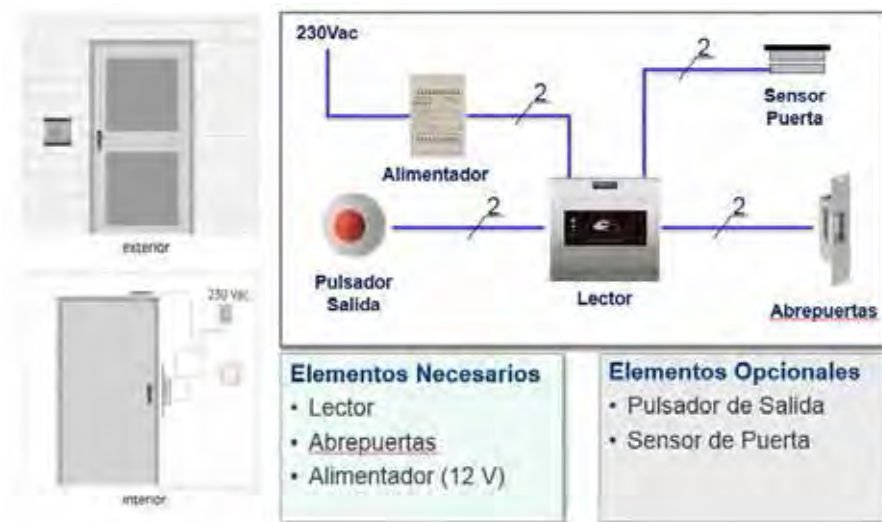 230Vac
2
2
Sensor
Puerta
Alimentador
2
2
Pulsador
Salida
Lector
Abrepuertas
exterior
230 Vac
interior
Elementos Necesarios
• Lector
• Abrepuertas
• Alimentador (12 V)
Elementos Opcionales
• Pulsador de Salida
• Sensor de Puerta